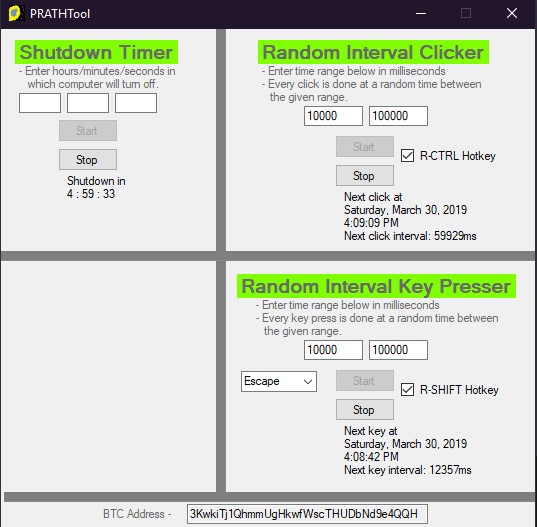 PRATHTool
Shutdown Timer
- Enter hours/minutes/seconds in
which computer will turn off.
Start
Stop
Shutdown in
4 : 59 : 33
Random Interval Clicker
- Enter time range below in milliseconds
- Every click is done at a random time between
the given range.
10000 100000
Start
R-CTRL Hotkey
Stop
Next click at
Saturday, March 30, 2019
4:09:09 PM
Next click interval: 59929ms
Random Interval Key Presser
- Enter time range below in milliseconds
- Every key press is done at a random time between
the given range.
10000 100000
Escape
Start
R-SHIFT Hotkey
Stop
Next key at
Saturday, March 30, 2019
4:08:42 PM
Next key interval: 12357ms
BTC Address - 3KwkiTj1QhmmUgHkwfWscTHUDbNd9e4QQH